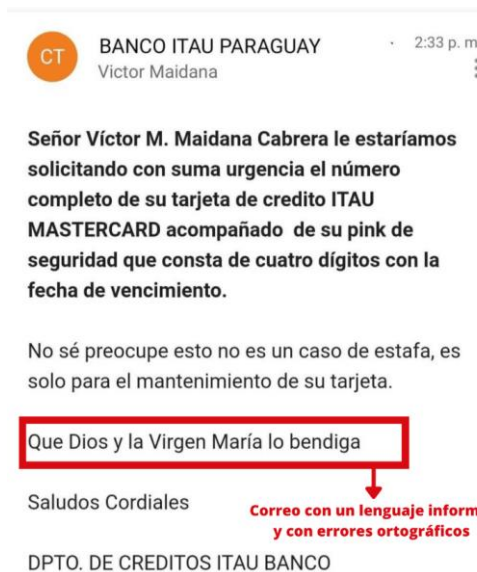 CT
BANCO ITAU PARAGUAY
· 2:33 p. m
Victor Maidana
Señor Víctor M. Maidana Cabrera le estaríamos
solicitando con suma urgencia el número
completo de su tarjeta de credito ITAU
MASTERCARD acompañado de su pink de
seguridad que consta de cuatro dígitos con la
fecha de vencimiento.
No sé preocupe esto no es un caso de estafa, es
solo para el mantenimiento de su tarjeta.
Que Dios y la Virgen María lo bendiga
Saludos Cordiales
Correo con un lenguaje inform
y con errores ortográficos
DPTO. DE CREDITOS ITAU BANCO